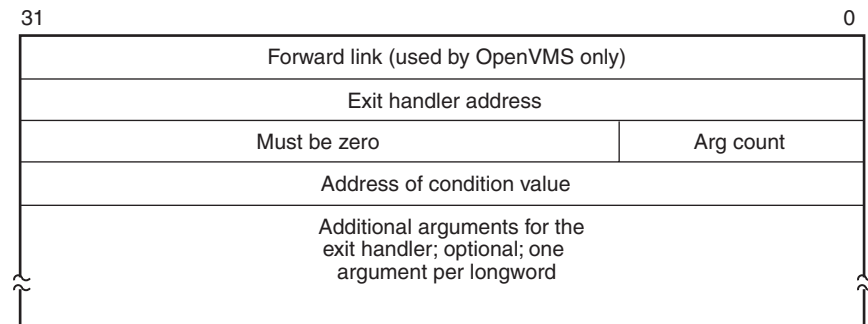 31 0
Forward link (used by OpenVMS only)
Exit handler address
Must be zero Arg count
Address of condition value
Additional arguments for the
exit handler; optional; one
argument per longword